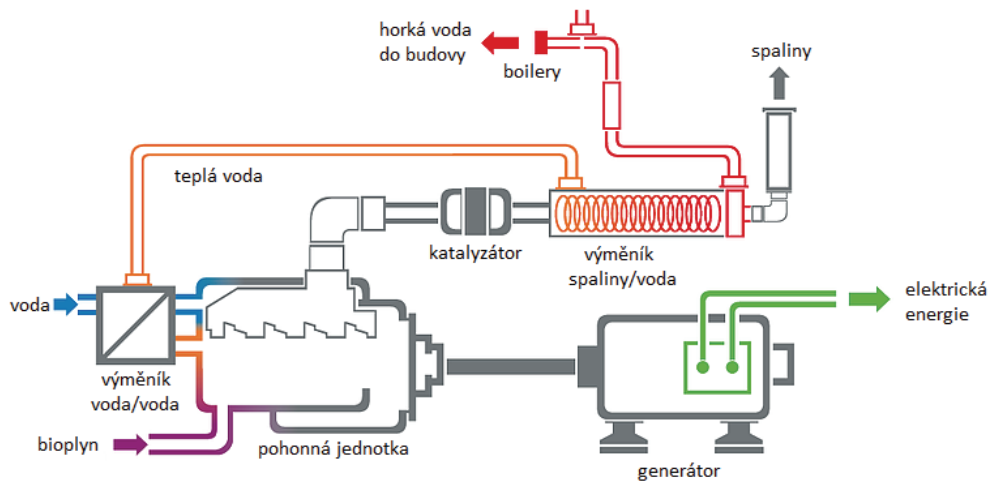 horká voda
do budovy
boilery
spaliny
teplá voda
katalyzátor
výměník
spaliny/voda
voda
elektrická
energie
výměník
voda/voda
bioplyn
pohonná jednotka
generátor